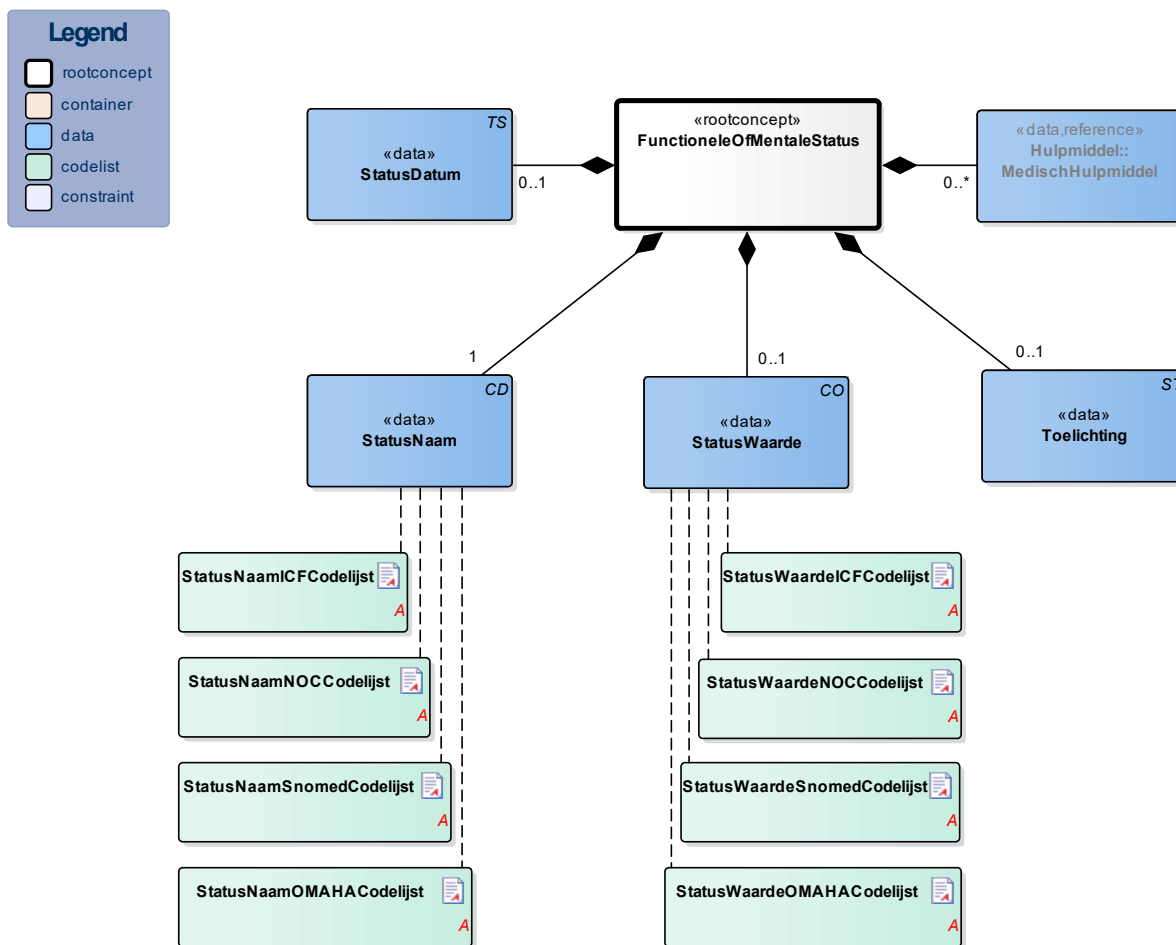 Legend
rootconcept
container
data
codelist
constraint
TS
«data»
StatusDatum
0..1
«rootconcept»
FunctioneleOfMentaleStatus
0..*
«data,reference»
Hulpmiddel::
MedischHulpmiddel
1
0..1
0..1
CD
«data»
StatusNaam
CO
«data»
StatusWaarde
ST
«data»
Toelichting
StatusNaamICFCodelijst
A
StatusWaardeICFCodelijst
A
StatusNaamNOCCodelijst
A
StatusWaardeNOCCodelijst
A
StatusNaamSnomedCodelijst
A
StatusWaardeSnomedCodelijst
A
StatusNaamOMAHACodelijst
A
StatusWaardeOMAHACodelijst
A